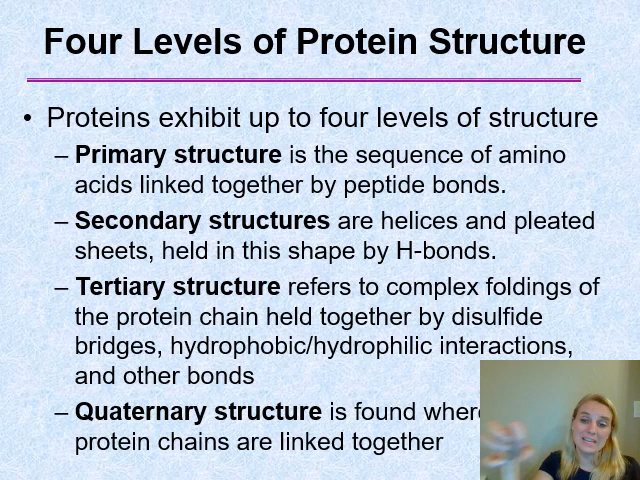 Four Levels of Protein Structure
• Proteins exhibit up to four levels of structure
– Primary structure is the sequence of amino
acids linked together by peptide bonds.
– Secondary structures are helices and pleated
sheets, held in this shape by H-bonds.
– Tertiary structure refers to complex foldings of
the protein chain held together by disulfide
bridges, hydrophobic/hydrophilic interactions,
and other bonds
– Quaternary structure is found where
protein chains are linked together